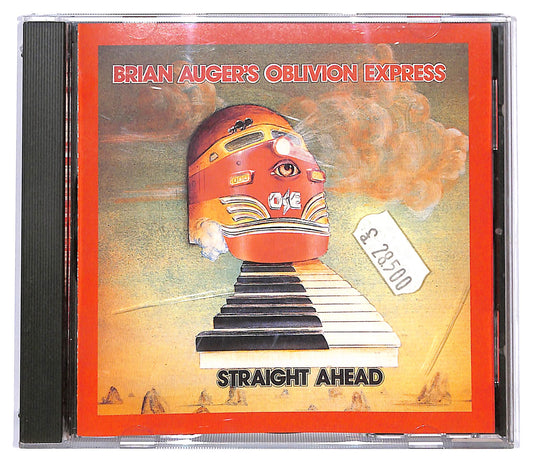 BRIAN AUGER'S OBLIVION EXPRESS
OE
£ 28500
STRAIGHT AHEAD